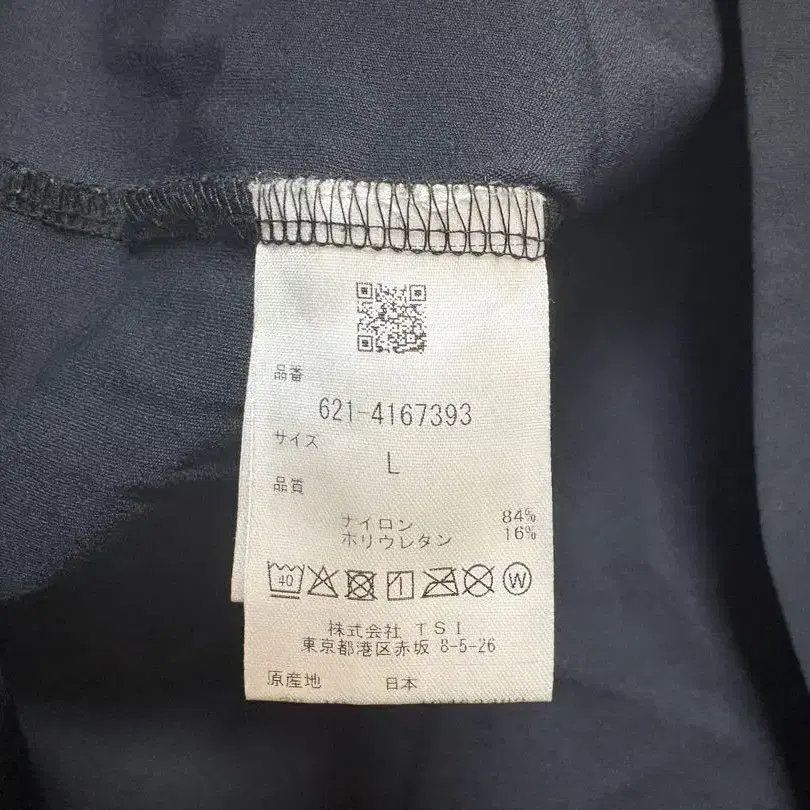 品番
621-4167393
サイズ
L
品質
ナイロン 84%
ポリウレタン 16%
40 W
株式会社 TSI
東京都港区赤坂 8-5-26
原産地 日本